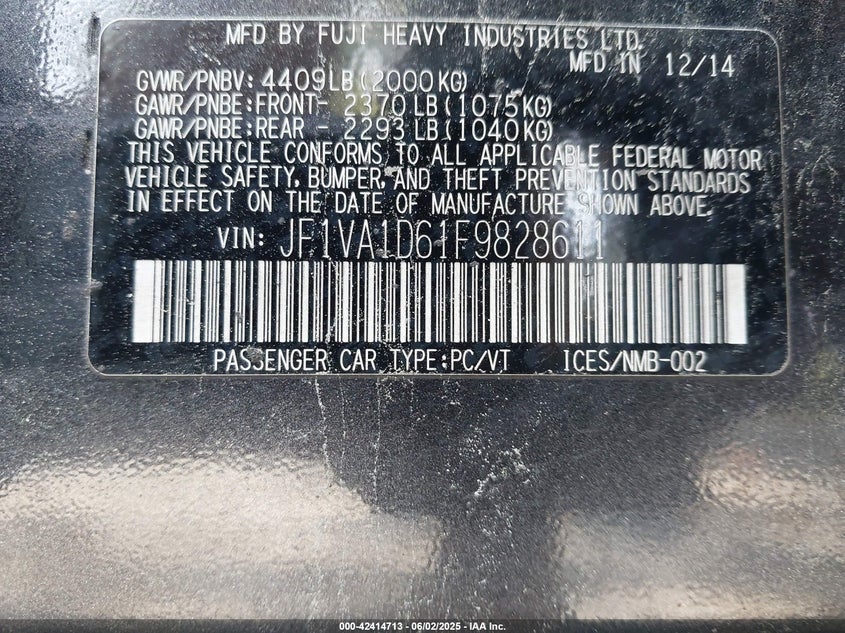 MFD BY FUJI HEAVY INDUSTRIES LTD.
MFD IN 12/14
GVWR/PNBV: 4409LB(2000KG)
GAWR/PNBE:FRONT- 2370LB(1075KG)
GAWR/PNBE:REAR - 2293LB(1040KG)
THIS VEHICLE CONFORMS TO ALL APPLICABLE FEDERAL MOTOR
VEHICLE SAFETY, BUMPER, AND THEFT PREVENTION STANDARDS
IN EFFECT ON THE DATE OF MANUFACTURE SHOWN ABOVE.
VIN: JF1VA1D61F9828611
PASSENGER CAR TYPE:PC/VT ICES/NMB-002
000-42414713 - 06/02/2025 - IAA Inc.